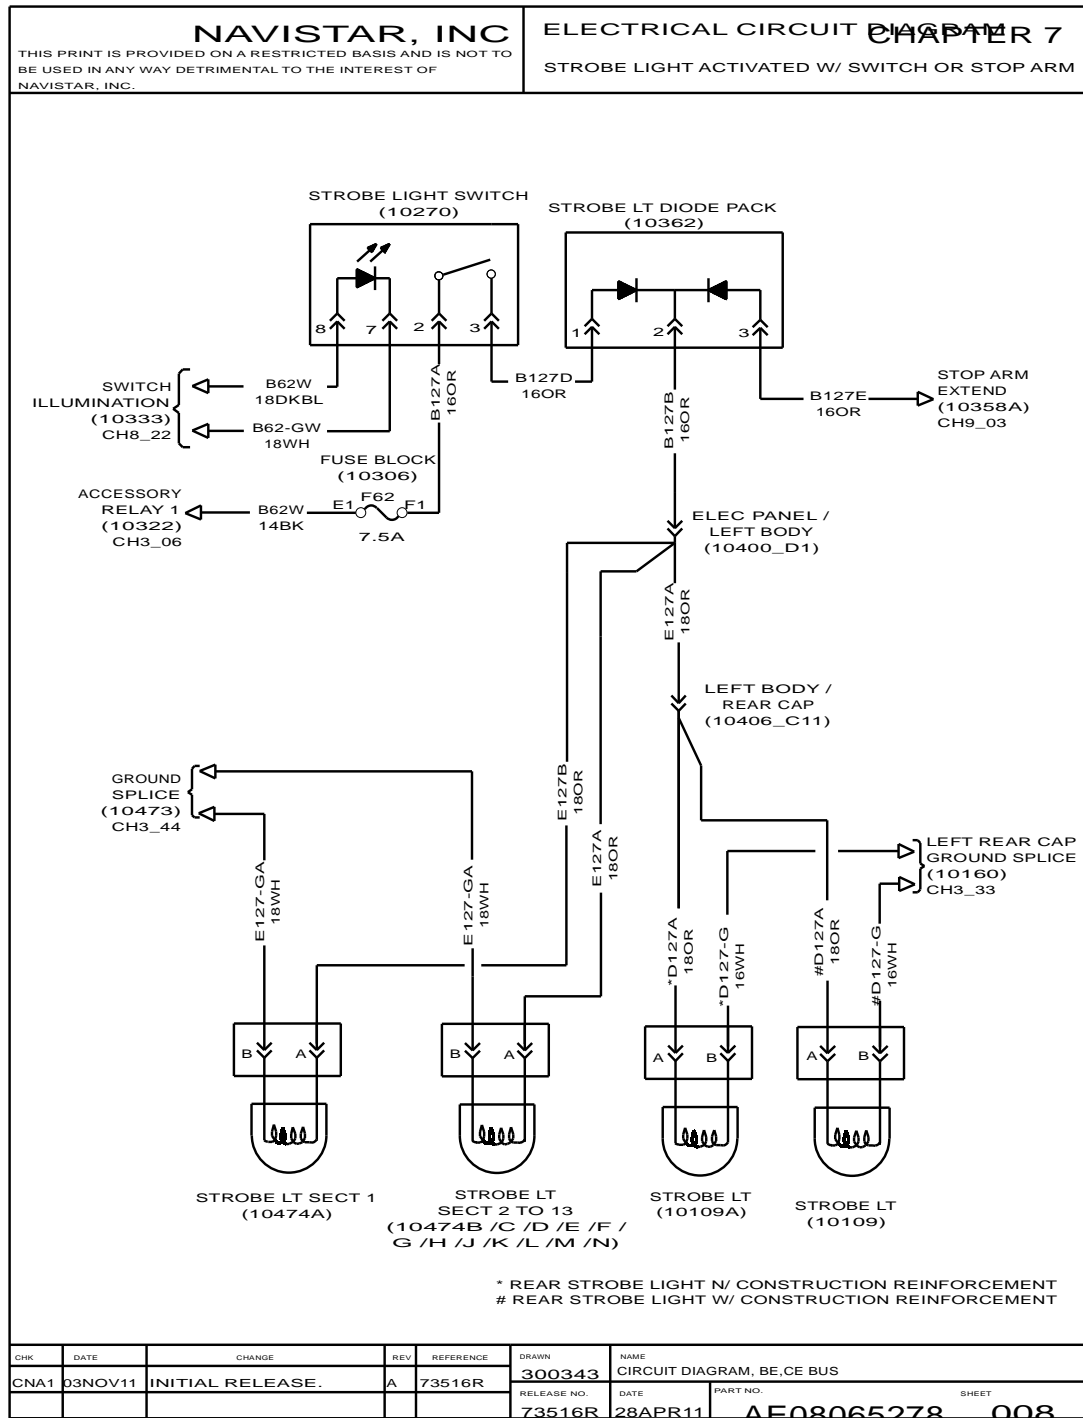 NAVISTAR, INC
THIS PRINT IS PROVIDED ON A RESTRICTED BASIS AND IS NOT TO
BE USED IN ANY WAY DETRIMENTAL TO THE INTEREST OF
NAVISTAR, INC.
ELECTRICAL CIRCUIT DIAGRAM
CHAPTER 7
STROBE LIGHT ACTIVATED W/ SWITCH OR STOP ARM
STROBE LIGHT SWITCH
(10270)
STROBE LT DIODE PACK
(10362)
8
7
2
3
1
2
3
SWITCH
ILLUMINATION
(10333)
CH8_22
B62W
18DKBL
B62-GW
18WH
B127A
16OR
B127D
16OR
B127B
16OR
B127E
16OR
STOP ARM
EXTEND
(10358A)
CH9_03
FUSE BLOCK
(10306)
E1
F62
F1
7.5A
ACCESSORY
RELAY 1
(10322)
CH3_06
B62W
14BK
ELEC PANEL /
LEFT BODY
(10400_D1)
E127A
18OR
LEFT BODY /
REAR CAP
(10406_C11)
GROUND
SPLICE
(10473)
CH3_44
E127B
18OR
E127A
18OR
LEFT REAR CAP
GROUND SPLICE
(10160)
CH3_33
E127-GA
18WH
E127-GA
18WH
*D127A
18OR
*D127-G
16WH
#D127A
18OR
#D127-G
16WH
B
A
B
A
A
B
A
B
STROBE LT SECT 1
(10474A)
STROBE LT
SECT 2 TO 13
(10474B /C /D /E /F /
G /H /J /K /L /M /N)
STROBE LT
(10109A)
STROBE LT
(10109)
* REAR STROBE LIGHT N/ CONSTRUCTION REINFORCEMENT
# REAR STROBE LIGHT W/ CONSTRUCTION REINFORCEMENT
CHK DATE CHANGE REV REFERENCE
CNA1 03NOV11 INITIAL RELEASE. A 73516R
DRAWN
300343
NAME
CIRCUIT DIAGRAM, BE,CE BUS
RELEASE NO.
73516R
DATE
28APR11
PART NO.
AE08065278
SHEET
008